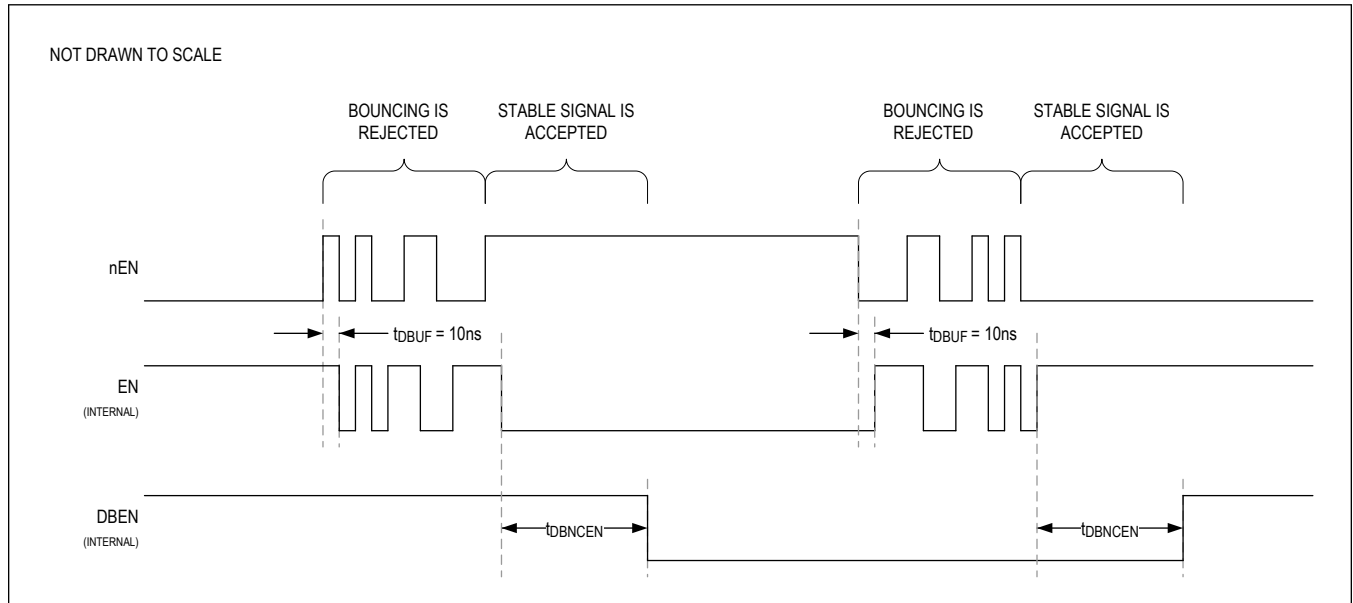 NOT DRAWN TO SCALE
BOUNCING IS
REJECTED
STABLE SIGNAL IS
ACCEPTED
BOUNCING IS
REJECTED
STABLE SIGNAL IS
ACCEPTED
nEN
tDBUF = 10ns
tDBUF = 10ns
EN
(INTERNAL)
DBEN
(INTERNAL)
tDBNCEN
tDBNCEN